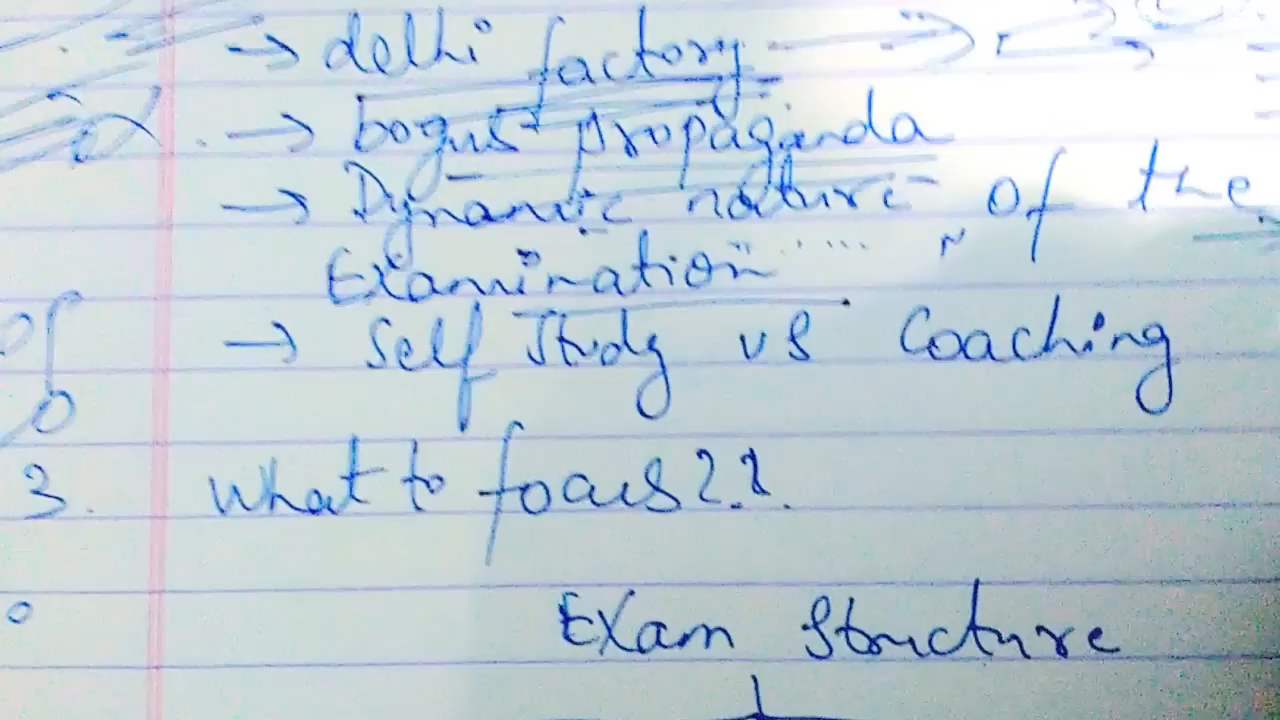 → delhi factory
→ bogus propaganda
→ Dynamic nature of the
Examination
→ Self Study vs Coaching
3. What to focus??.
Exam Structure